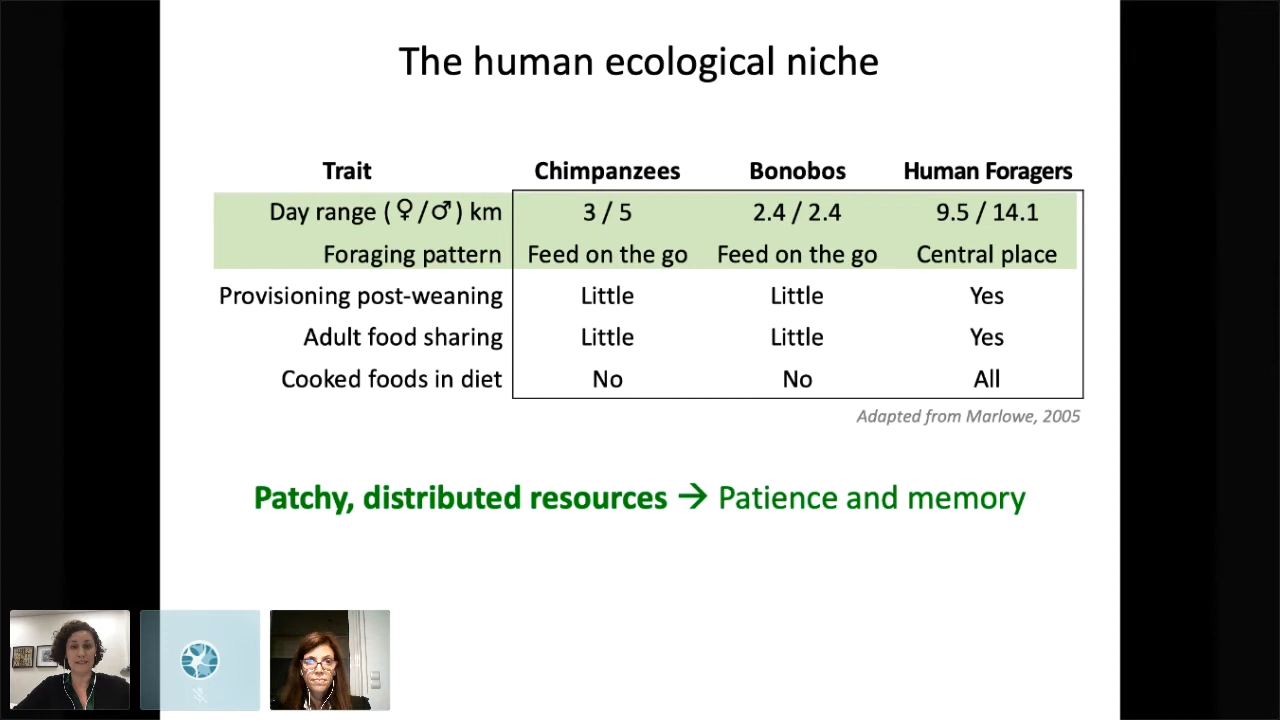 The human ecological niche
Trait Chimpanzees Bonobos Human Foragers
Day range (♀/♂) km 3 / 5 2.4 / 2.4 9.5 / 14.1
Foraging pattern Feed on the go Feed on the go Central place
Provisioning post-weaning Little Little Yes
Adult food sharing Little Little Yes
Cooked foods in diet No No All
Adapted from Marlowe, 2005
Patchy, distributed resources → Patience and memory